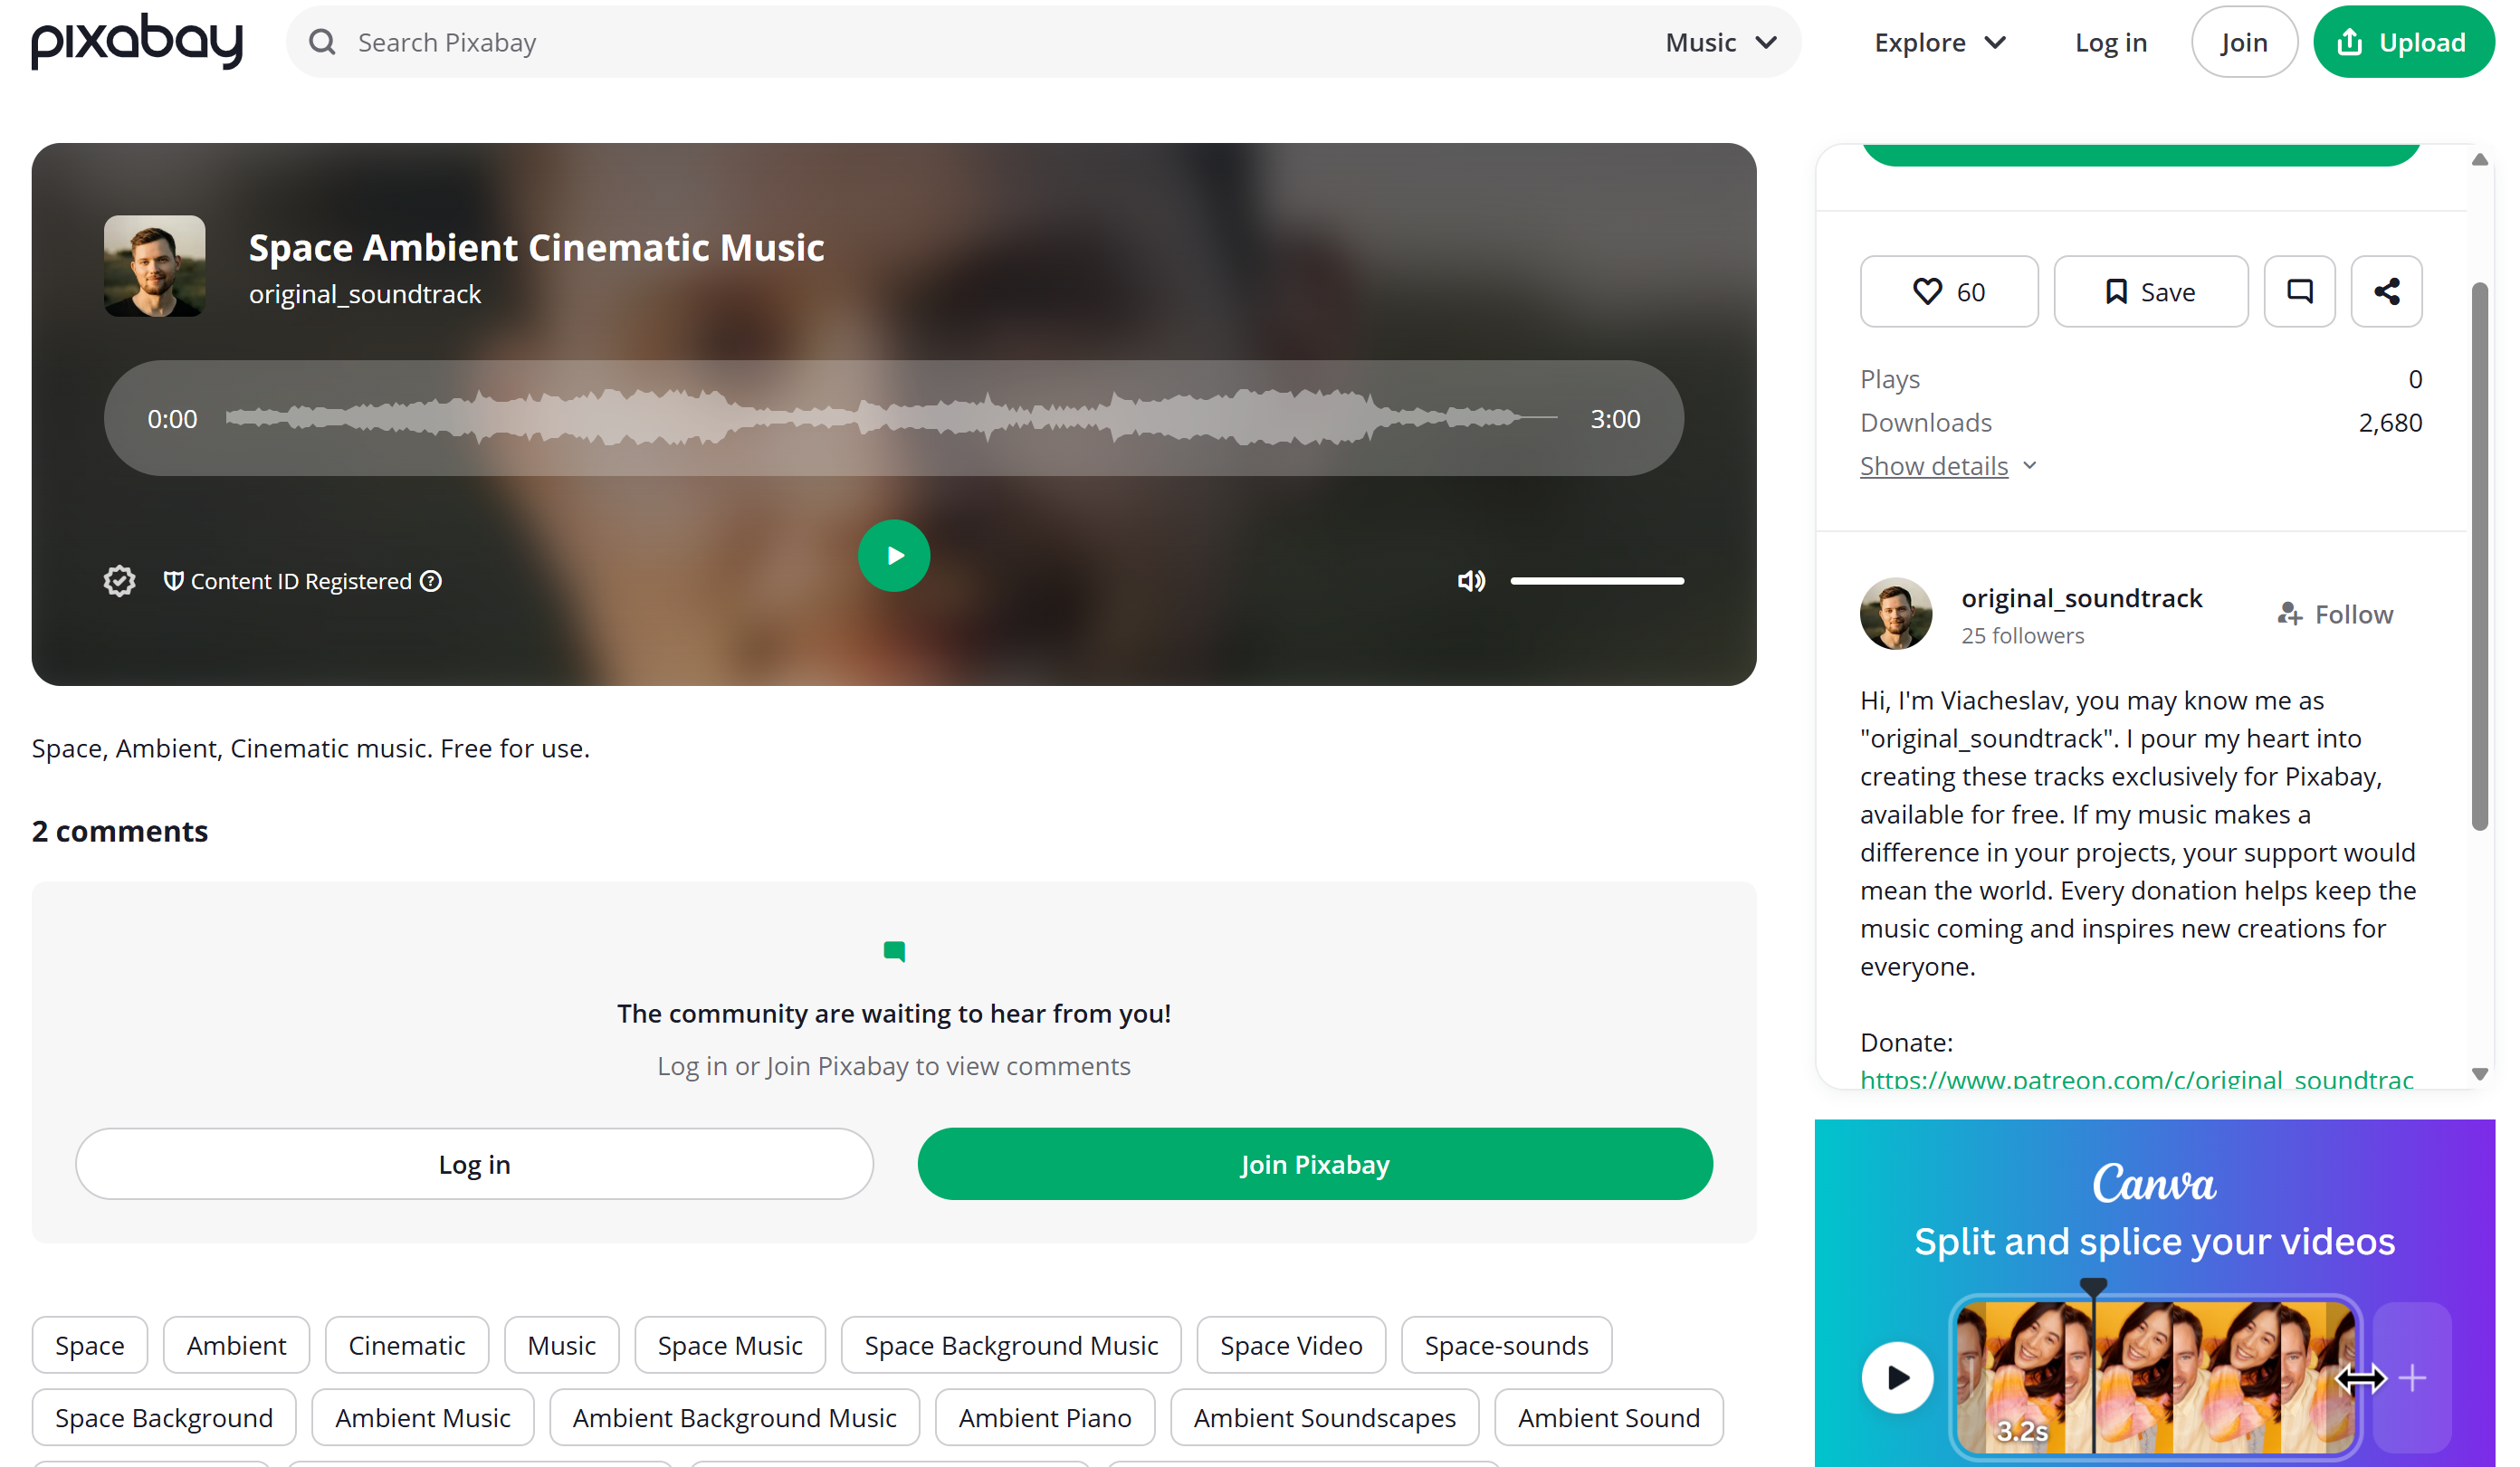 pixabay
Search Pixabay
Music
Explore
Log in
Join
Upload
Space Ambient Cinematic Music
original_soundtrack
0:00
3:00
Content ID Registered
60
Save
Plays
0
Downloads
2,680
Show details
original_soundtrack
25 followers
Follow
Hi, I'm Viacheslav, you may know me as
"original_soundtrack". I pour my heart into
creating these tracks exclusively for Pixabay,
available for free. If my music makes a
difference in your projects, your support would
mean the world. Every donation helps keep the
music coming and inspires new creations for
everyone.
Donate:
https://www.patreon.com/c/original_soundtrac
Space, Ambient, Cinematic music. Free for use.
2 comments
The community are waiting to hear from you!
Log in or Join Pixabay to view comments
Log in
Join Pixabay
Space
Ambient
Cinematic
Music
Space Music
Space Background Music
Space Video
Space-sounds
Space Background
Ambient Music
Ambient Background Music
Ambient Piano
Ambient Soundscapes
Ambient Sound
Canva
Split and splice your videos
3.2s